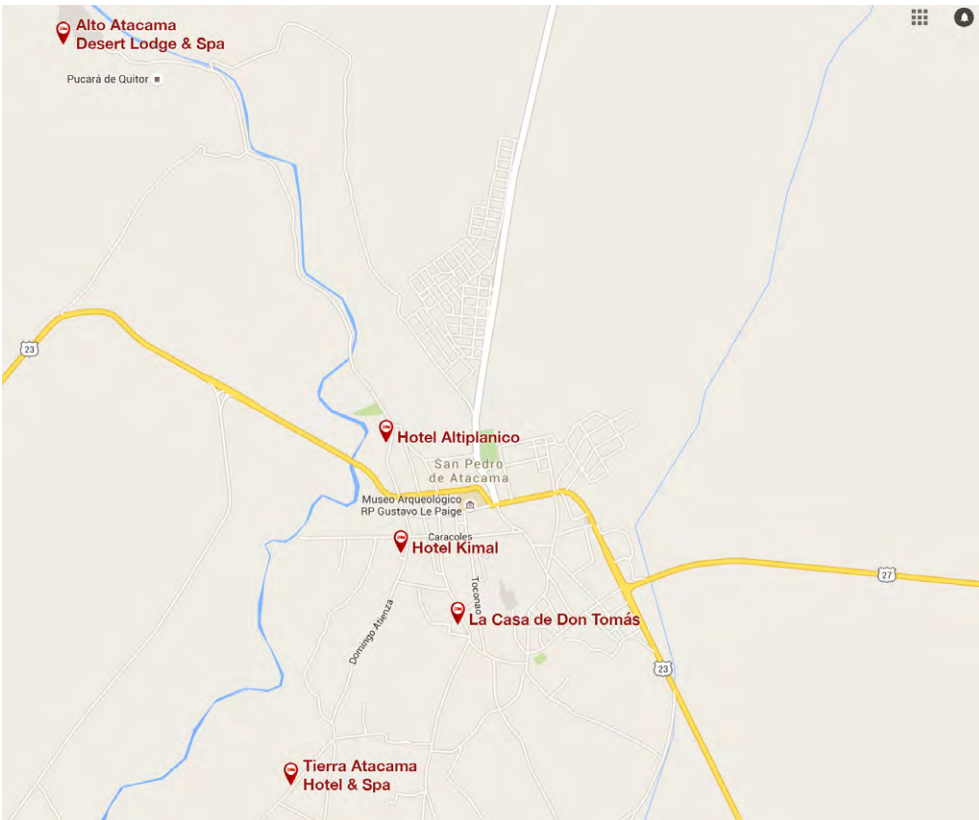 Alto Atacama
Desert Lodge & Spa
Pucará de Quitor
23
Hotel Altiplanico
San Pedro
de Atacama
Museo Arqueológico
RP Gustavo Le Paige
Caracoles
Hotel Kimal
27
Toconao
La Casa de Don Tomás
Domingo Atienza
23
Tierra Atacama
Hotel & Spa